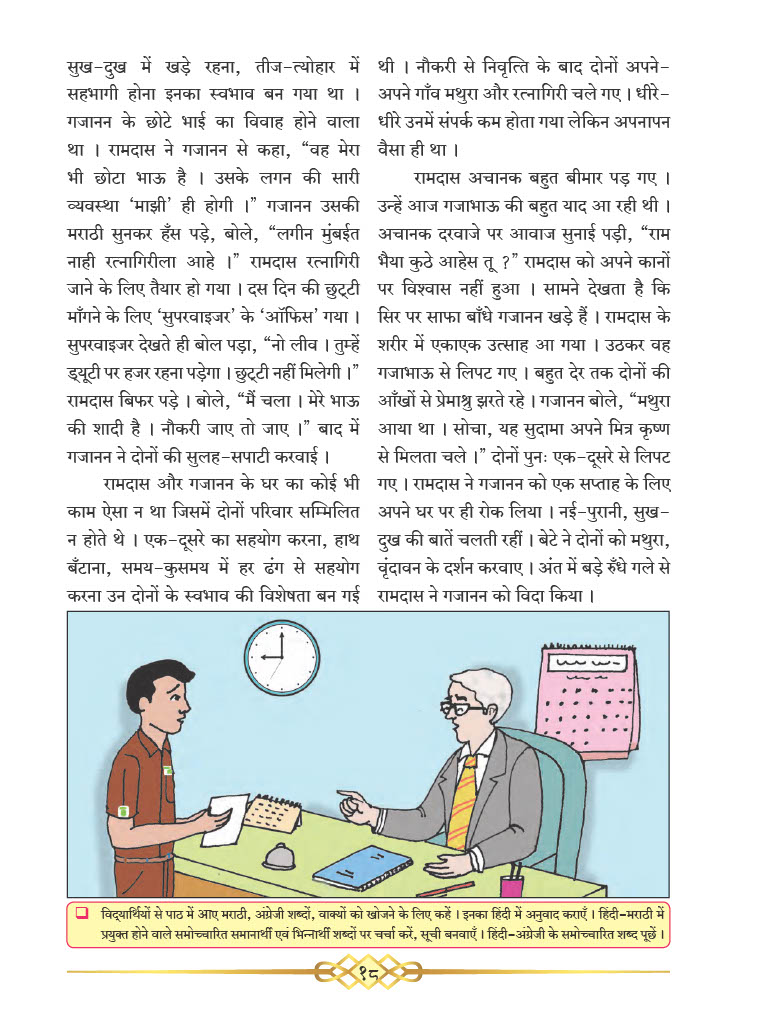 सुख-दुख में खड़े रहना, तीज-त्योहार में
सहभागी होना इनका स्वभाव बन गया था ।
गजानन के छोटे भाई का विवाह होने वाला
था । रामदास ने गजानन से कहा, “वह मेरा
भी छोटा भाऊ है । उसके लगन की सारी
व्यवस्था ‘माझी’ ही होगी ।” गजानन उसकी
मराठी सुनकर हँस पड़े, बोले, “लगीन मुंबईत
नाही रत्नागिरीला आहे ।” रामदास रत्नागिरी
जाने के लिए तैयार हो गया । दस दिन की छुट्टी
माँगने के लिए ‘सुपरवाइजर’ के ‘ऑफिस’ गया ।
सुपरवाइजर देखते ही बोल पड़ा, “नो लीव । तुम्हें
ड्यूटी पर हजर रहना पड़ेगा । छुट्टी नहीं मिलेगी ।”
रामदास बिफर पड़े । बोले, “मैं चला । मेरे भाऊ
की शादी है । नौकरी जाए तो जाए ।” बाद में
गजानन ने दोनों की सुलह-सपाटी करवाई ।
रामदास और गजानन के घर का कोई भी
काम ऐसा न था जिसमें दोनों परिवार सम्मिलित
न होते थे । एक-दूसरे का सहयोग करना, हाथ
बँटाना, समय-कुसमय में हर ढंग से सहयोग
करना उन दोनों के स्वभाव की विशेषता बन गई
थी । नौकरी से निवृत्ति के बाद दोनों अपने-
अपने गाँव मथुरा और रत्नागिरी चले गए । धीरे-
धीरे उनमें संपर्क कम होता गया लेकिन अपनापन
वैसा ही था ।
रामदास अचानक बहुत बीमार पड़ गए ।
उन्हें आज गजाभाऊ की बहुत याद आ रही थी ।
अचानक दरवाजे पर आवाज सुनाई पड़ी, “राम
भैया कुठे आहेस तू ?” रामदास को अपने कानों
पर विश्वास नहीं हुआ । सामने देखता है कि
सिर पर साफा बाँधे गजानन खड़े हैं । रामदास के
शरीर में एकाएक उत्साह आ गया । उठकर वह
गजाभाऊ से लिपट गए । बहुत देर तक दोनों की
आँखों से प्रेमाश्रु झरते रहे । गजानन बोले, “मथुरा
आया था । सोचा, यह सुदामा अपने मित्र कृष्ण
से मिलता चले ।” दोनों पुनः एक-दूसरे से लिपट
गए । रामदास ने गजानन को एक सप्ताह के लिए
अपने घर पर ही रोक लिया । नई-पुरानी, सुख-
दुख की बातें चलती रहीं । बेटे ने दोनों को मथुरा,
वृंदावन के दर्शन करवाए । अंत में बड़े रुँधे गले से
रामदास ने गजानन को विदा किया ।
❑ विद्यार्थियों से पाठ में आए मराठी, अंग्रेजी शब्दों, वाक्यों को खोजने के लिए कहें । इनका हिंदी में अनुवाद कराएँ । हिंदी-मराठी में
प्रयुक्त होने वाले समोच्चारित समानार्थी एवं भिन्नार्थी शब्दों पर चर्चा करें, सूची बनवाएँ । हिंदी-अंग्रेजी के समोच्चारित शब्द पूछें ।
१८